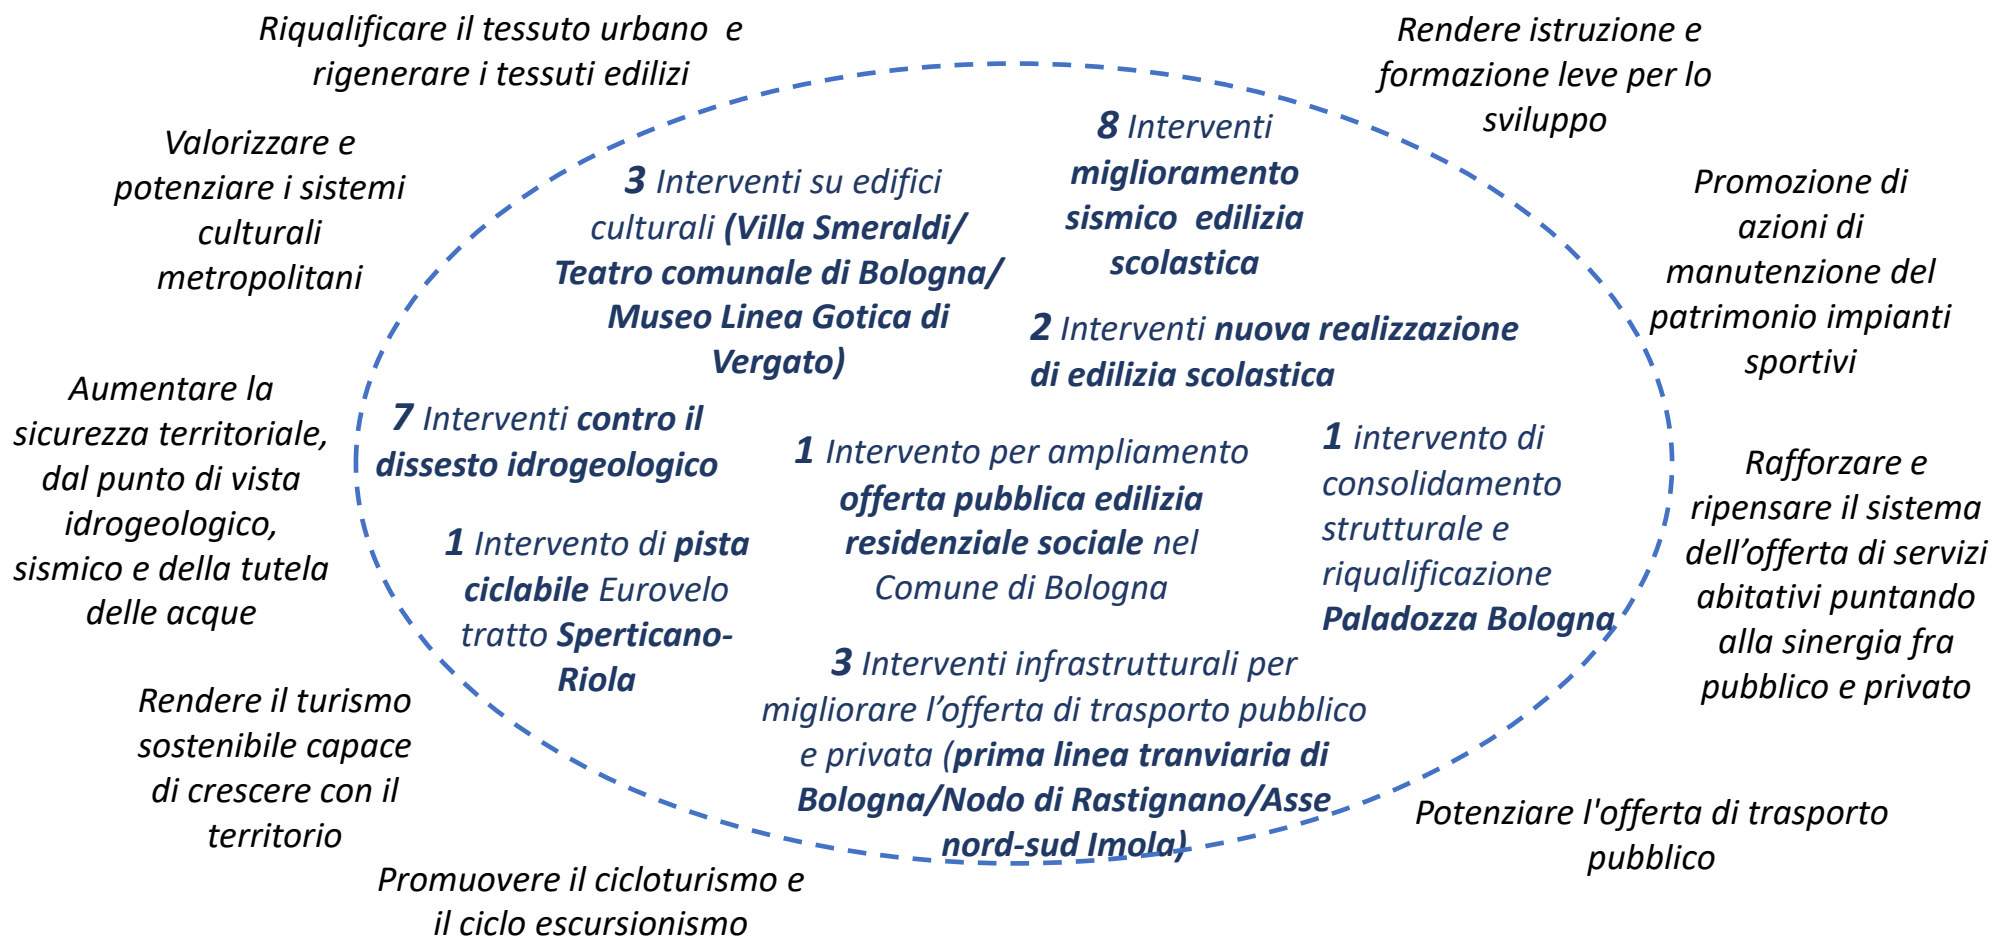 Riqualificare il tessuto urbano e
rigenerare i tessuti edilizi
Rendere istruzione e
formazione leve per lo
sviluppo
Valorizzare e
potenziare i sistemi
culturali
metropolitani
3 Interventi su edifici
culturali (Villa Smeraldi/
Teatro comunale di Bologna/
Museo Linea Gotica di
Vergato)
8 Interventi
miglioramento
sismico edilizia
scolastica
Promozione di
azioni di
manutenzione del
patrimonio impianti
sportivi
2 Interventi nuova realizzazione
di edilizia scolastica
Aumentare la
sicurezza territoriale,
dal punto di vista
idrogeologico,
sismico e della tutela
delle acque
7 Interventi contro il
dissesto idrogeologico
1 Intervento per ampliamento
offerta pubblica edilizia
residenziale sociale nel
Comune di Bologna
1 intervento di
consolidamento
strutturale e
riqualificazione
Paladozza Bologna
Rafforzare e
ripensare il sistema
dell’offerta di servizi
abitativi puntando
alla sinergia fra
pubblico e privato
1 Intervento di pista
ciclabile Eurovelo
tratto Sperticano-
Riola
3 Interventi infrastrutturali per
migliorare l’offerta di trasporto pubblico
e privata (prima linea tranviaria di
Bologna/Nodo di Rastignano/Asse
nord-sud Imola)
Rendere il turismo
sostenibile capace
di crescere con il
territorio
Potenziare l'offerta di trasporto
pubblico
Promuovere il cicloturismo e
il ciclo escursionismo